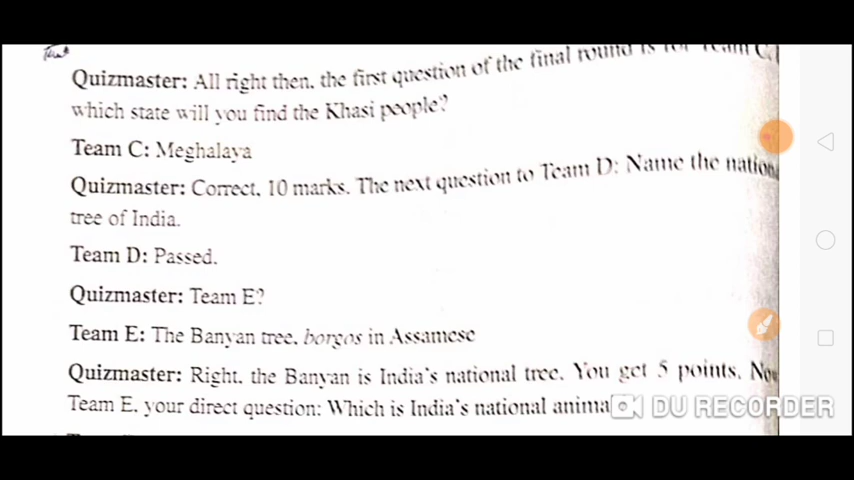 Quizmaster: All right then, the first question of the final round is for Team C,
which state will you find the Khasi people?
Team C: Meghalaya
Quizmaster: Correct, 10 marks. The next question to Team D: Name the nation
tree of India.
Team D: Passed.
Quizmaster: Team E?
Team E: The Banyan tree, borgos in Assamese
Quizmaster: Right, the Banyan is India's national tree. You get 5 points. Now
Team E, your direct question: Which is India's national anima
DU RECORDER